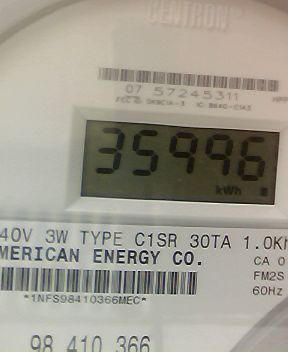 CENTRON
07 57245311
35996
kWh
40V 3W TYPE C1SR 30TA 1.0Kh
MERICAN ENERGY CO.
CA 0
FM2S
60Hz
*1NFS98410366MEC*
98 410 366